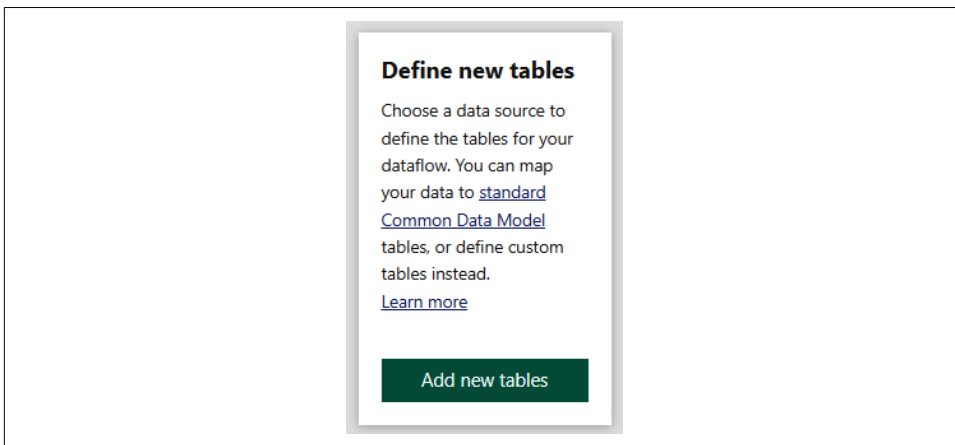 Define new tables
Choose a data source to
define the tables for your
dataflow. You can map
your data to standard
Common Data Model
tables, or define custom
tables instead.
Learn more
Add new tables